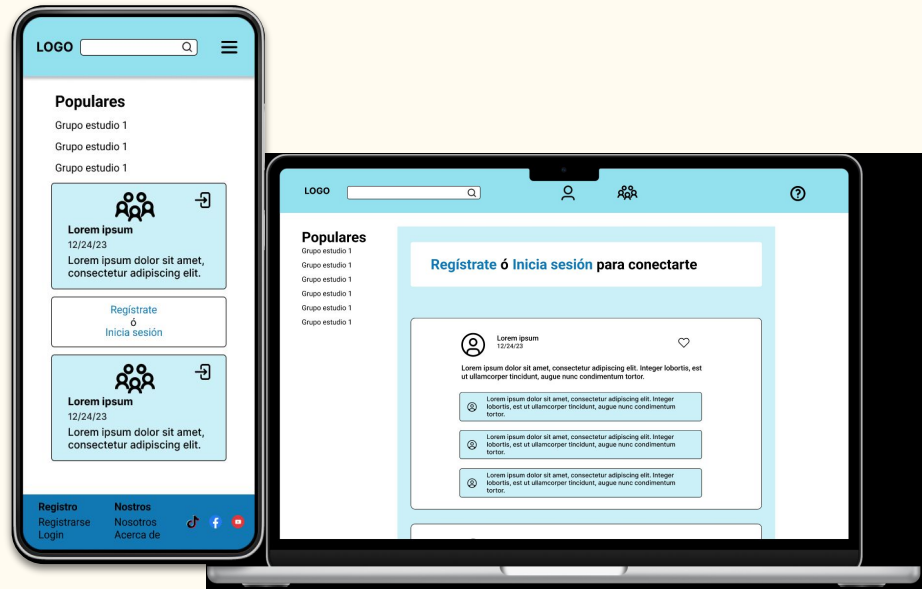 LOGO
Populares
Grupo estudio 1
Grupo estudio 1
Grupo estudio 1
Lorem ipsum
12/24/23
Lorem ipsum dolor sit amet,
consectetur adipiscing elit.
Regístrate
ó
Inicia sesión
Lorem ipsum
12/24/23
Lorem ipsum dolor sit amet,
consectetur adipiscing elit.
Registro
Registrarse
Login
Nostros
Nosotros
Acerca de
LOGO
Populares
Grupo estudio 1
Grupo estudio 1
Grupo estudio 1
Grupo estudio 1
Grupo estudio 1
Grupo estudio 1
Regístrate ó Inicia sesión para conectarte
Lorem ipsum
12/24/23
Lorem ipsum dolor sit amet, consectetur adipiscing elit. Integer lobortis, est
ut ullamcorper tincidunt, augue nunc condimentum tortor.
Lorem ipsum dolor sit amet, consectetur adipiscing elit. Integer
lobortis, est ut ullamcorper tincidunt, augue nunc condimentum
tortor.
Lorem ipsum dolor sit amet, consectetur adipiscing elit. Integer
lobortis, est ut ullamcorper tincidunt, augue nunc condimentum
tortor.
Lorem ipsum dolor sit amet, consectetur adipiscing elit. Integer
lobortis, est ut ullamcorper tincidunt, augue nunc condimentum
tortor.